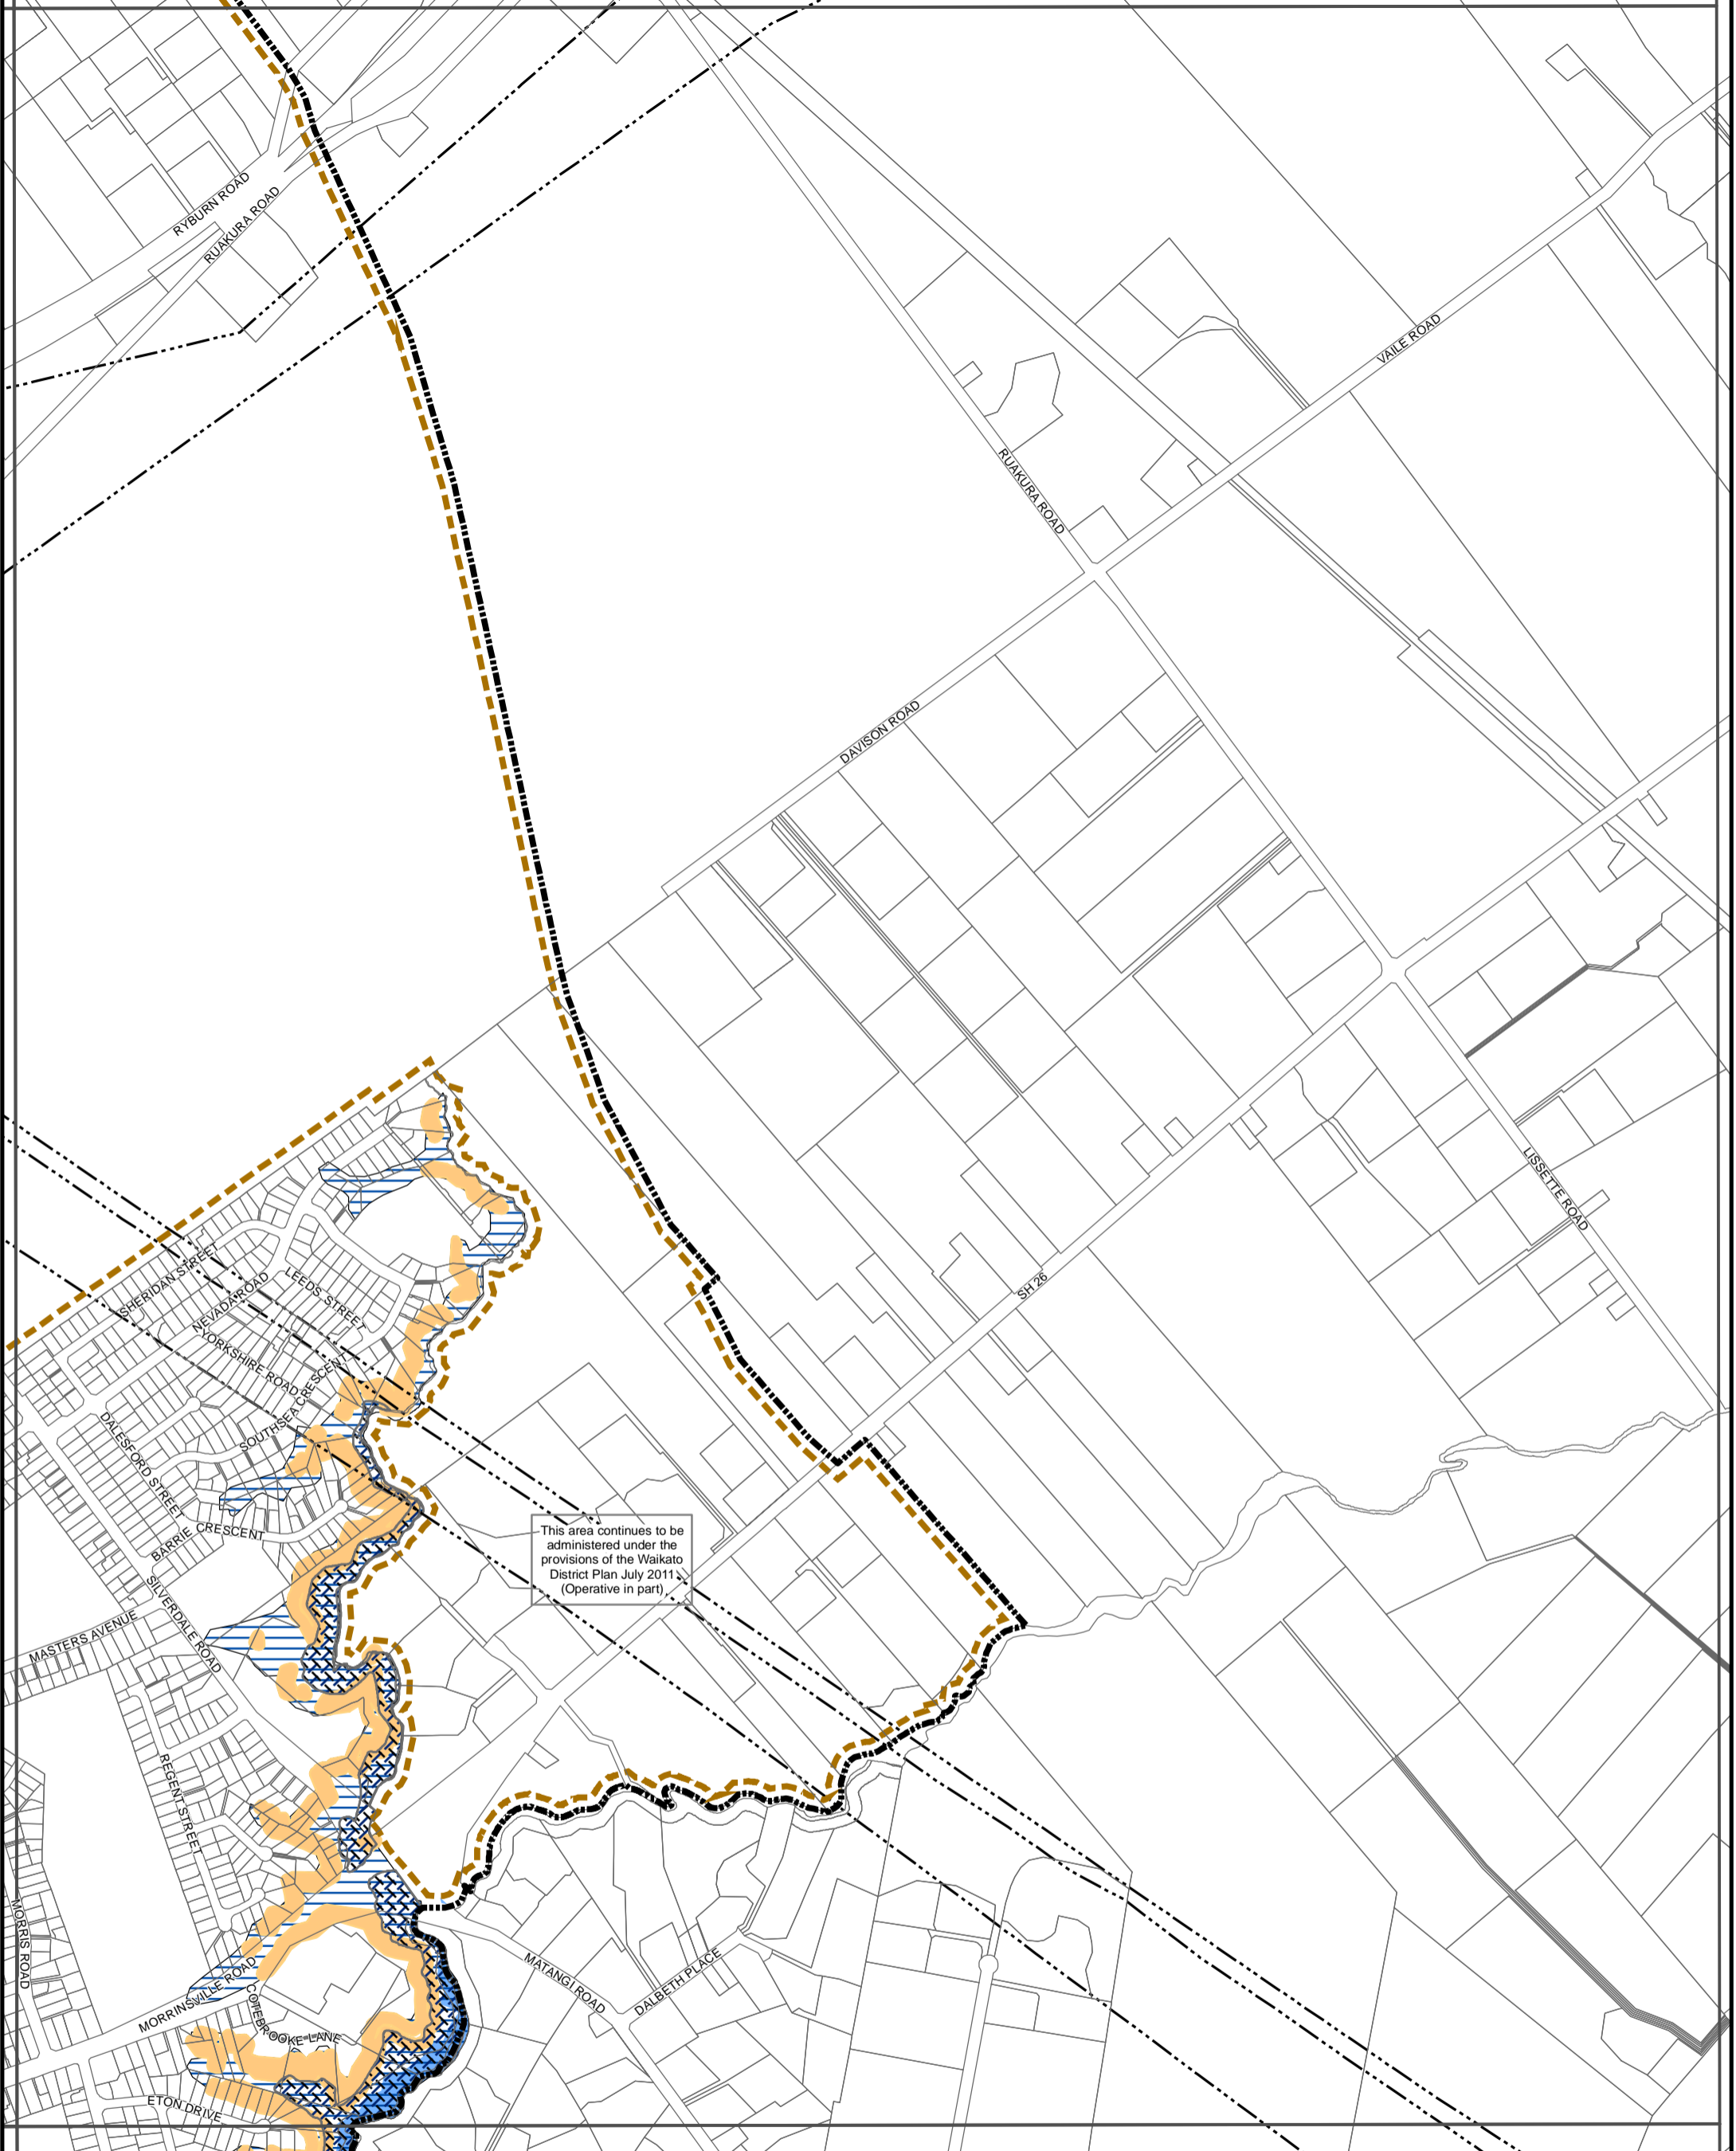 RYBURN ROAD
RUAKURA ROAD
VAILE ROAD
RUAKURA ROAD
DAVISON ROAD
LISSETTE ROAD
SH 26
SHERIDAN STREET
NEVADA ROAD
LEEDS STREET
YORKSHIRE ROAD
SOUTHSEA CRESCENT
DALESFORD STREET
BARRIE CRESCENT
This area continues to be
administered under the
provisions of the Waikato
District Plan July 2011
(Operative in part)
SILVERDALE ROAD
MASTERS AVENUE
REGENT STREET
MORRIS ROAD
MORRINSVILLE ROAD
COTEBROOKE LANE
MATANGI ROAD
DALBETH PLACE
ETON DRIVE